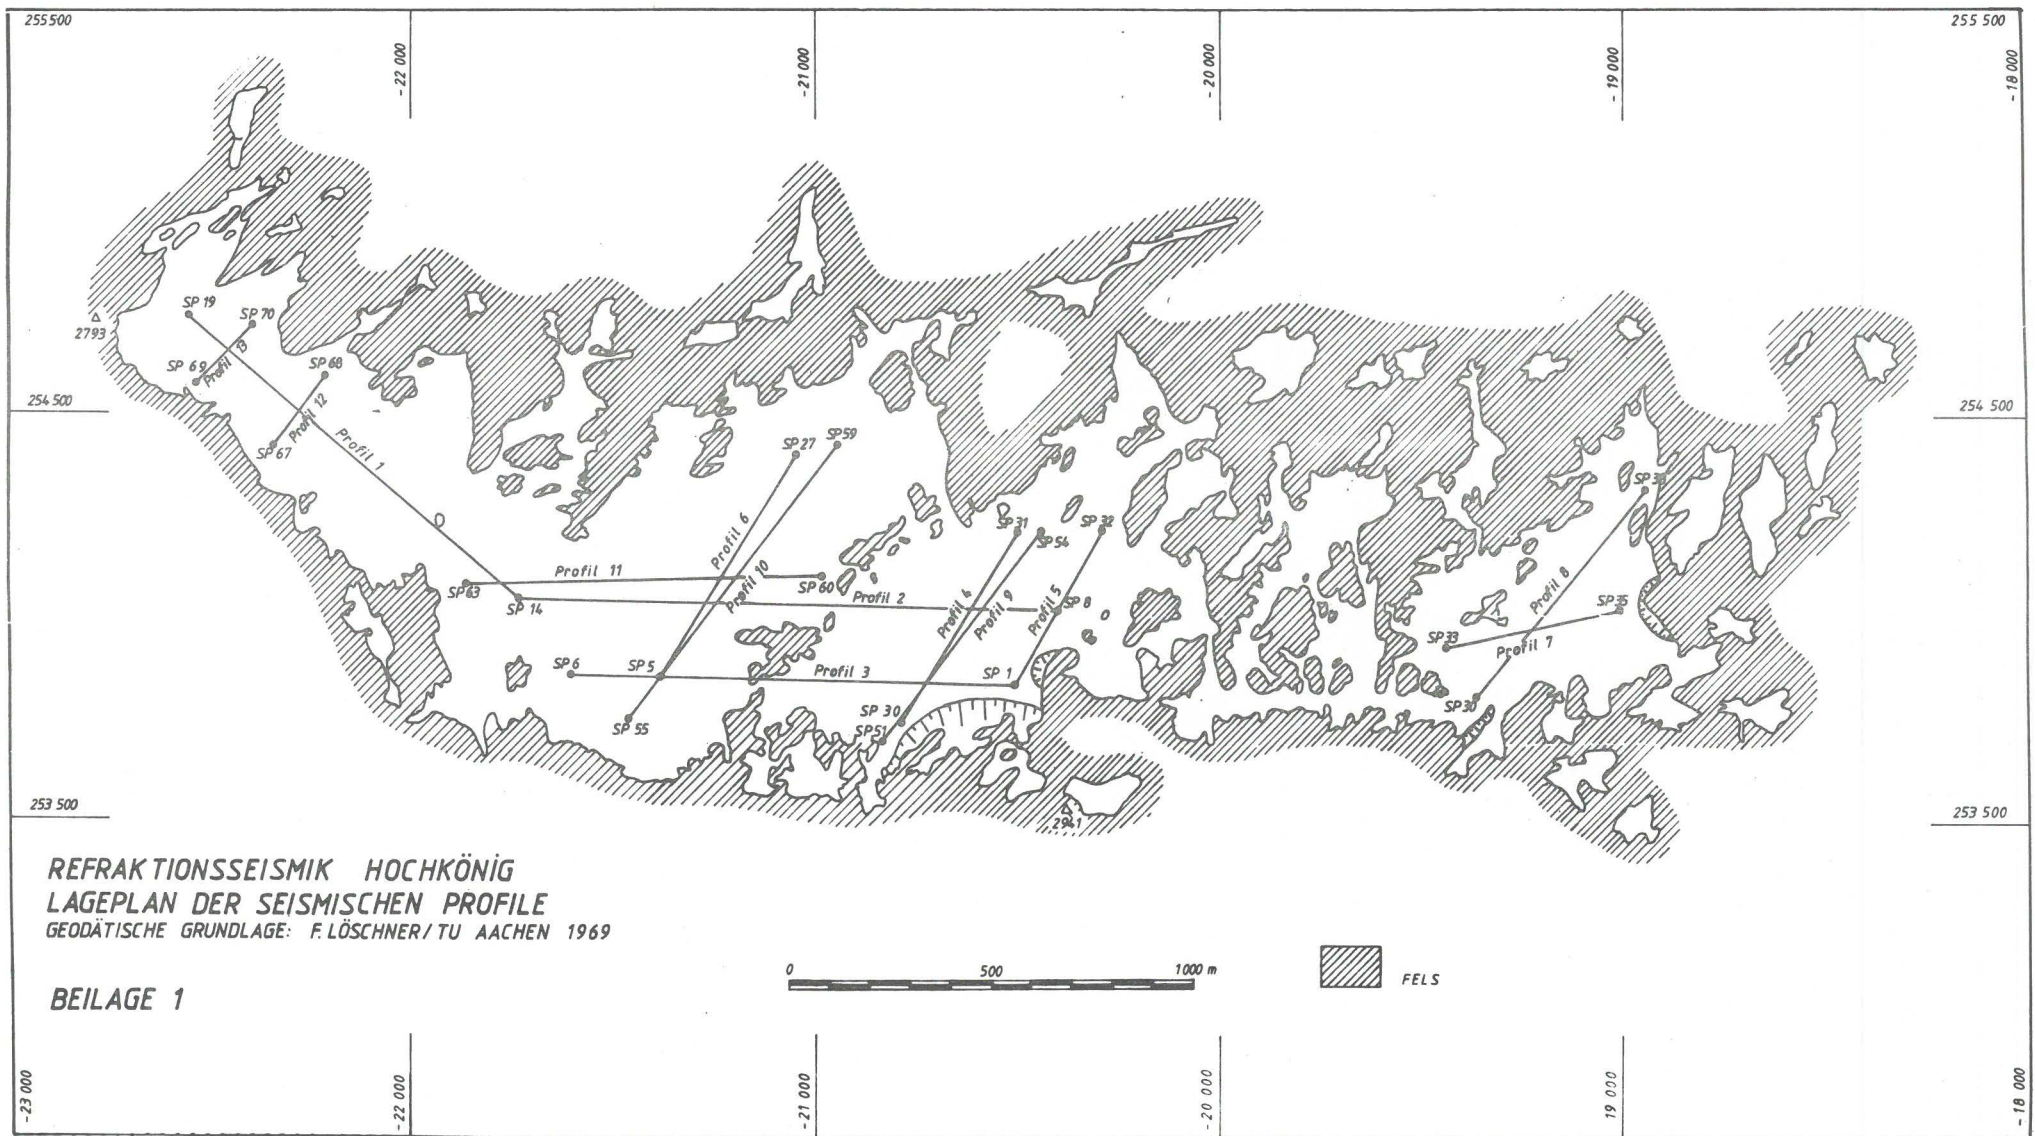 255500
255 500
-22 000
-21 000
-20 000
-19 000
-18 000
SP 19
SP 70
2793
SP 69
Profil 13
SP 68
254 500
254 500
Profil 12
SP 67
Profil 1
SP 27
SP 59
SP 31
SP 54
SP 32
Profil 6
Profil 10
Profil 11
SP 63
SP 60
SP 14
Profil 2
SP 8
Profil 4
Profil 9
Profil 5
Profil 8
SP 35
SP 33
Profil 7
SP 6
SP 5
Profil 3
SP 1
SP 30
SP 30
SP 51
SP 55
253 500
253 500
2941
REFRAKTIONSSEISMIK HOCHKÖNIG
LAGEPLAN DER SEISMISCHEN PROFILE
GEODÄTISCHE GRUNDLAGE: F. LÖSCHNER / TU AACHEN 1969
0 500 1000 m
FELS
BEILAGE 1
-23 000
-22 000
-21 000
-20 000
19 000
-18 000